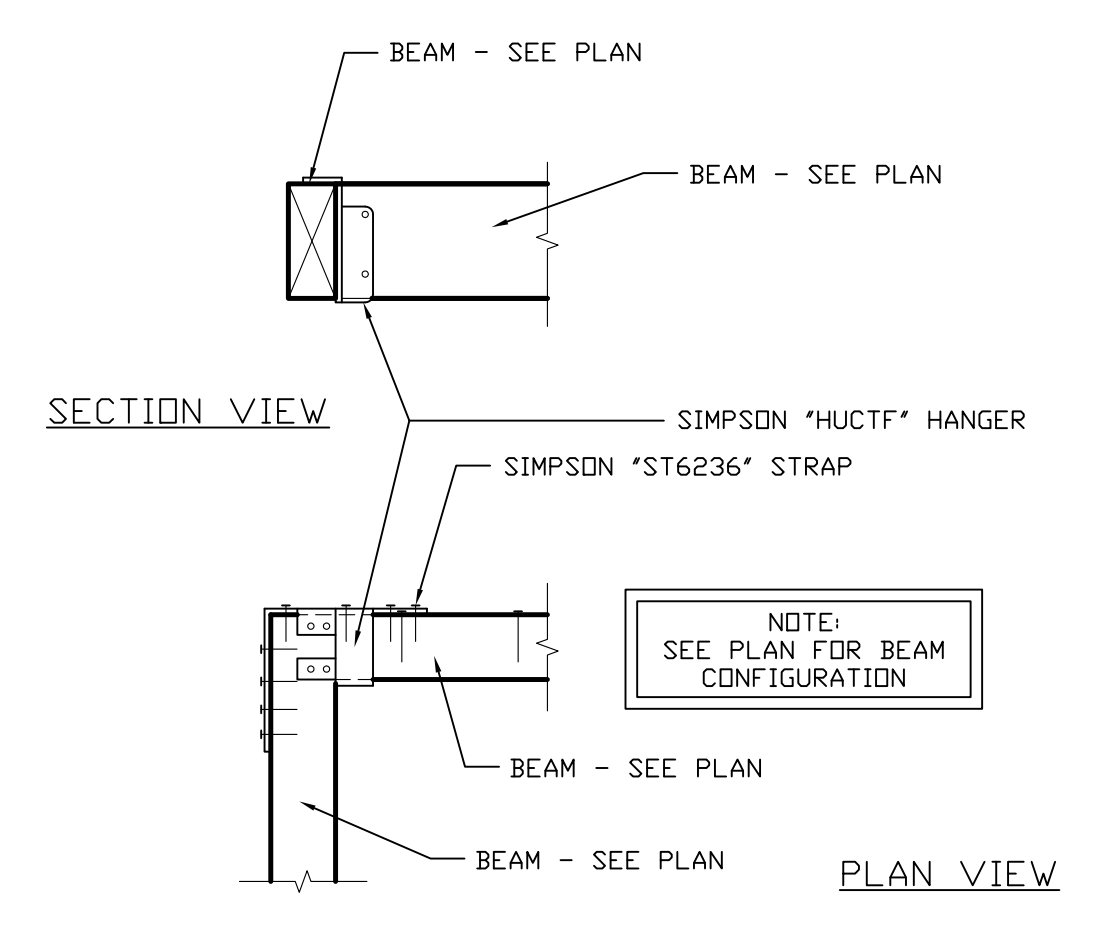 BEAM - SEE PLAN
BEAM - SEE PLAN
SECTION VIEW
SIMPSON "HUCTF" HANGER
SIMPSON "ST6236" STRAP
NOTE:
SEE PLAN FOR BEAM
CONFIGURATION
BEAM - SEE PLAN
BEAM - SEE PLAN
PLAN VIEW